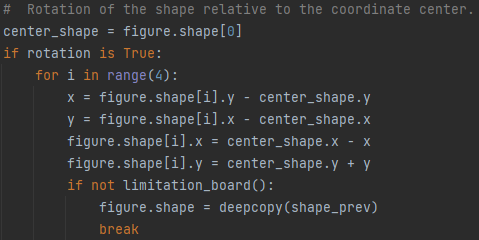 #  Rotation of the shape relative to the coordinate center.
center_shape = figure.shape[0]
if rotation is True:
    for i in range(4):
        x = figure.shape[i].y - center_shape.y
        y = figure.shape[i].x - center_shape.x
        figure.shape[i].x = center_shape.x - x
        figure.shape[i].y = center_shape.y + y
        if not limitation_board():
            figure.shape = deepcopy(shape_prev)
            break